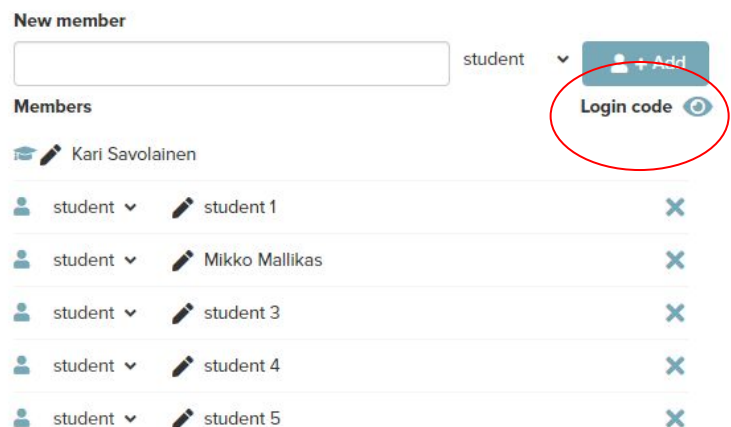 New member
student + Add
Members Login code
Kari Savolainen
student student 1
student Mikko Mallikas
student student 3
student student 4
student student 5